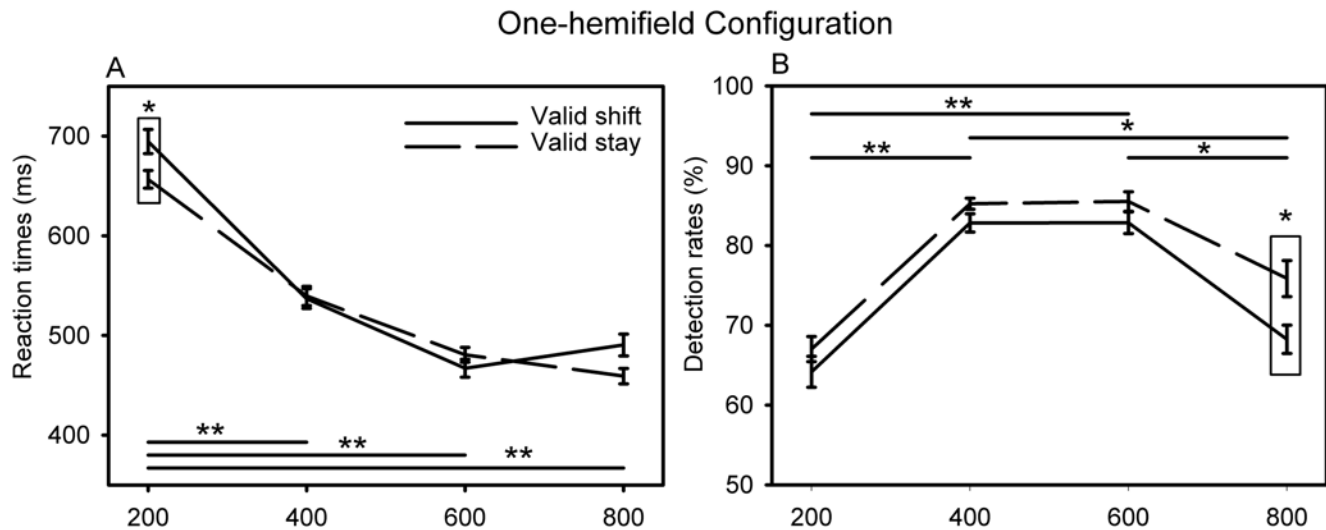 One-hemifield Configuration
A
Reaction times (ms)
700
600
500
400
*
Valid shift
Valid stay
**
**
**
200 400 600 800
B
Detection rates (%)
100
90
80
70
60
50
**
*
**
*
*
200 400 600 800